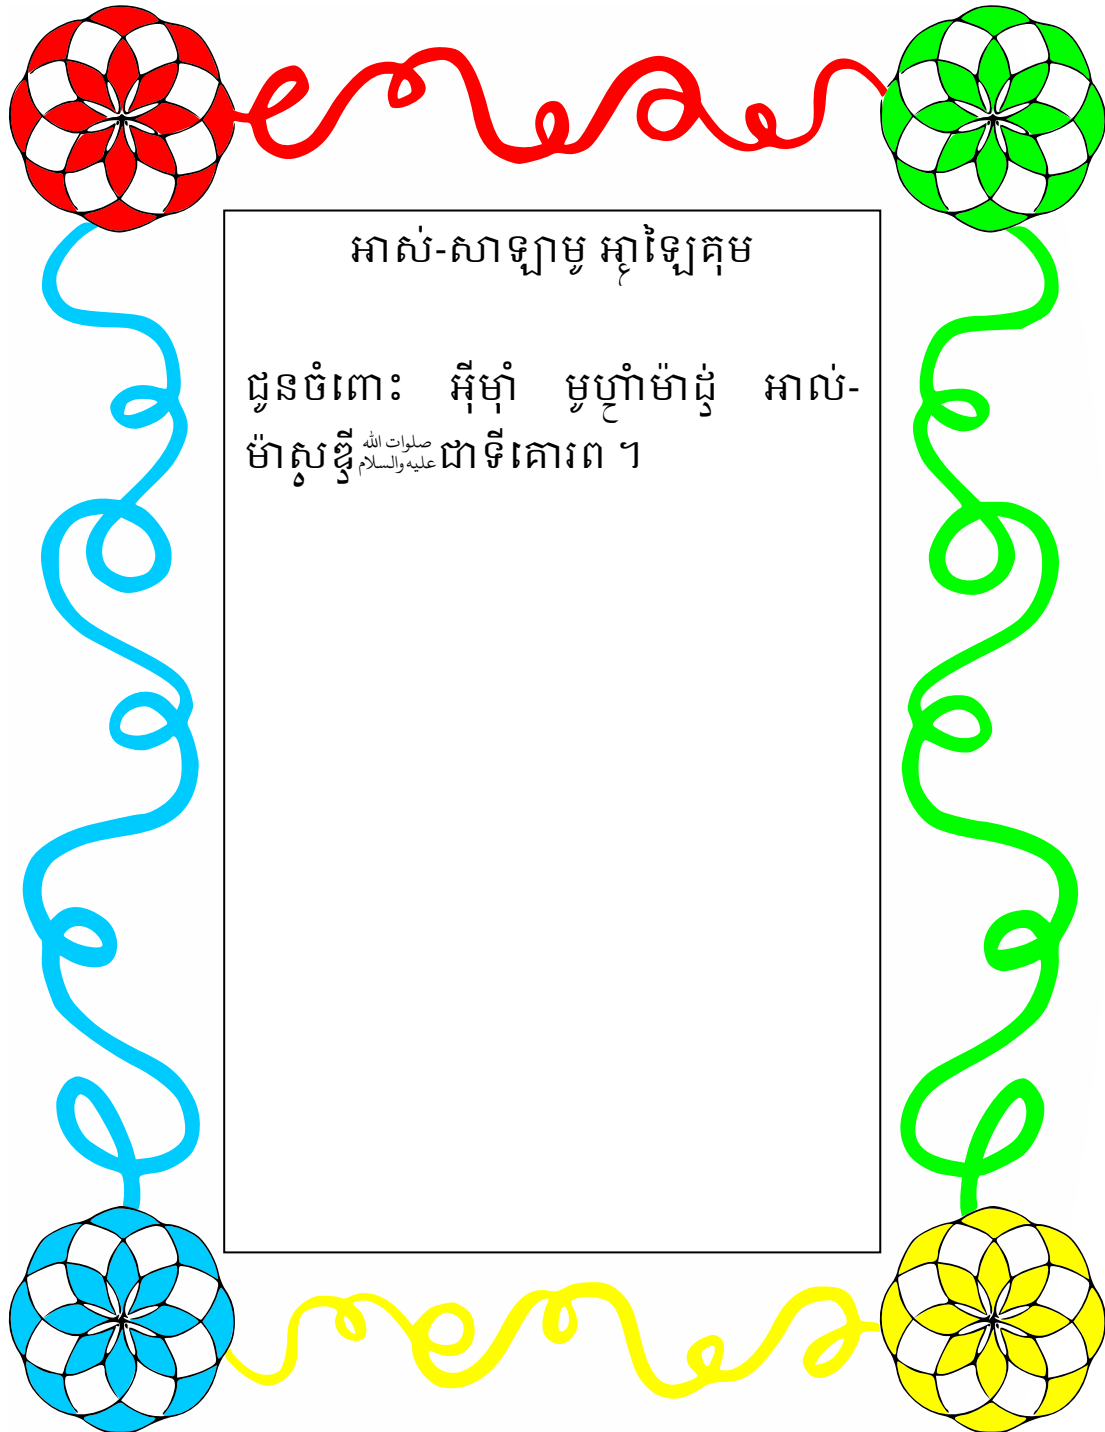 អាស់-សាឡាមូ អាឡៃគុម
ជូនចំពោះ អ៊ីម៉ាំ មូហាំម៉ាដ់ អាល់-
ម៉ាសូឌី صلوات الله عليه والسلام ជាទីគោរព ។